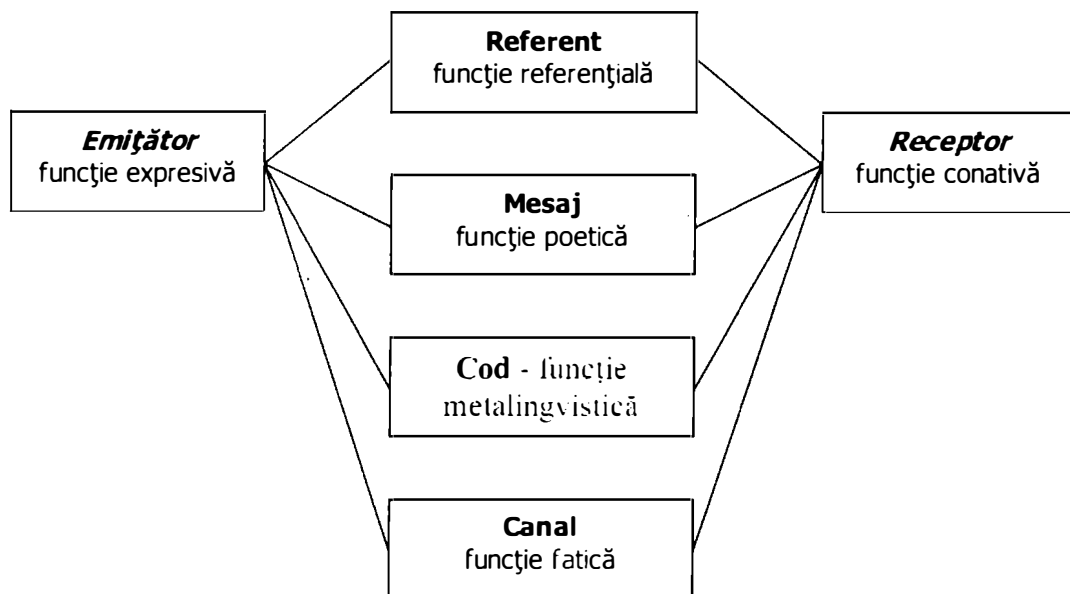 Referent
funcţie referenţială
Emiţător
funcţie expresivă
Receptor
funcţie conativă
Mesaj
funcţie poetică
Cod - funcţie
metalingvistică
Canal
funcţie fatică